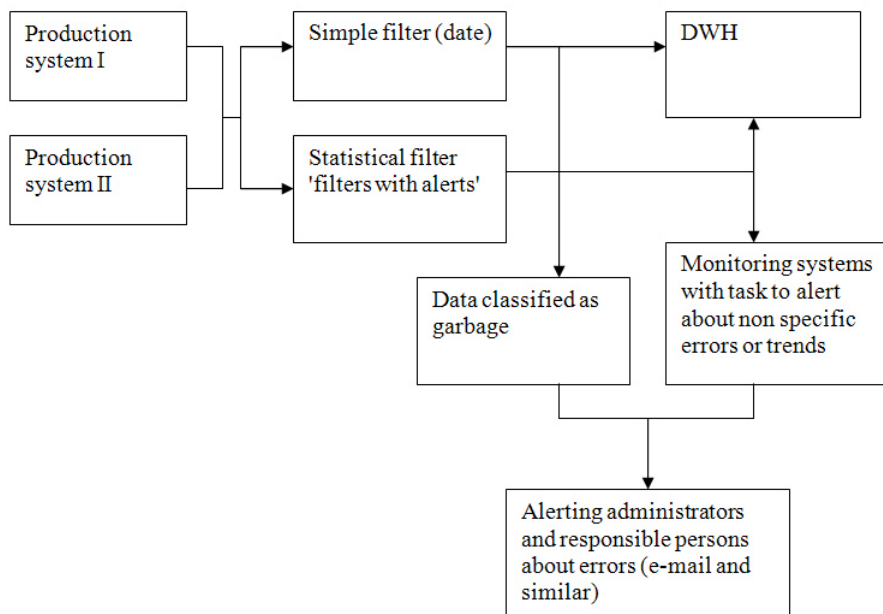 Production
system I
Simple filter (date)
DWH
Production
system II
Statistical filter
'filters with alerts'
Data classified as
garbage
Monitoring systems
with task to alert
about non specific
errors or trends
Alerting administrators
and responsible persons
about errors (e-mail and
similar)